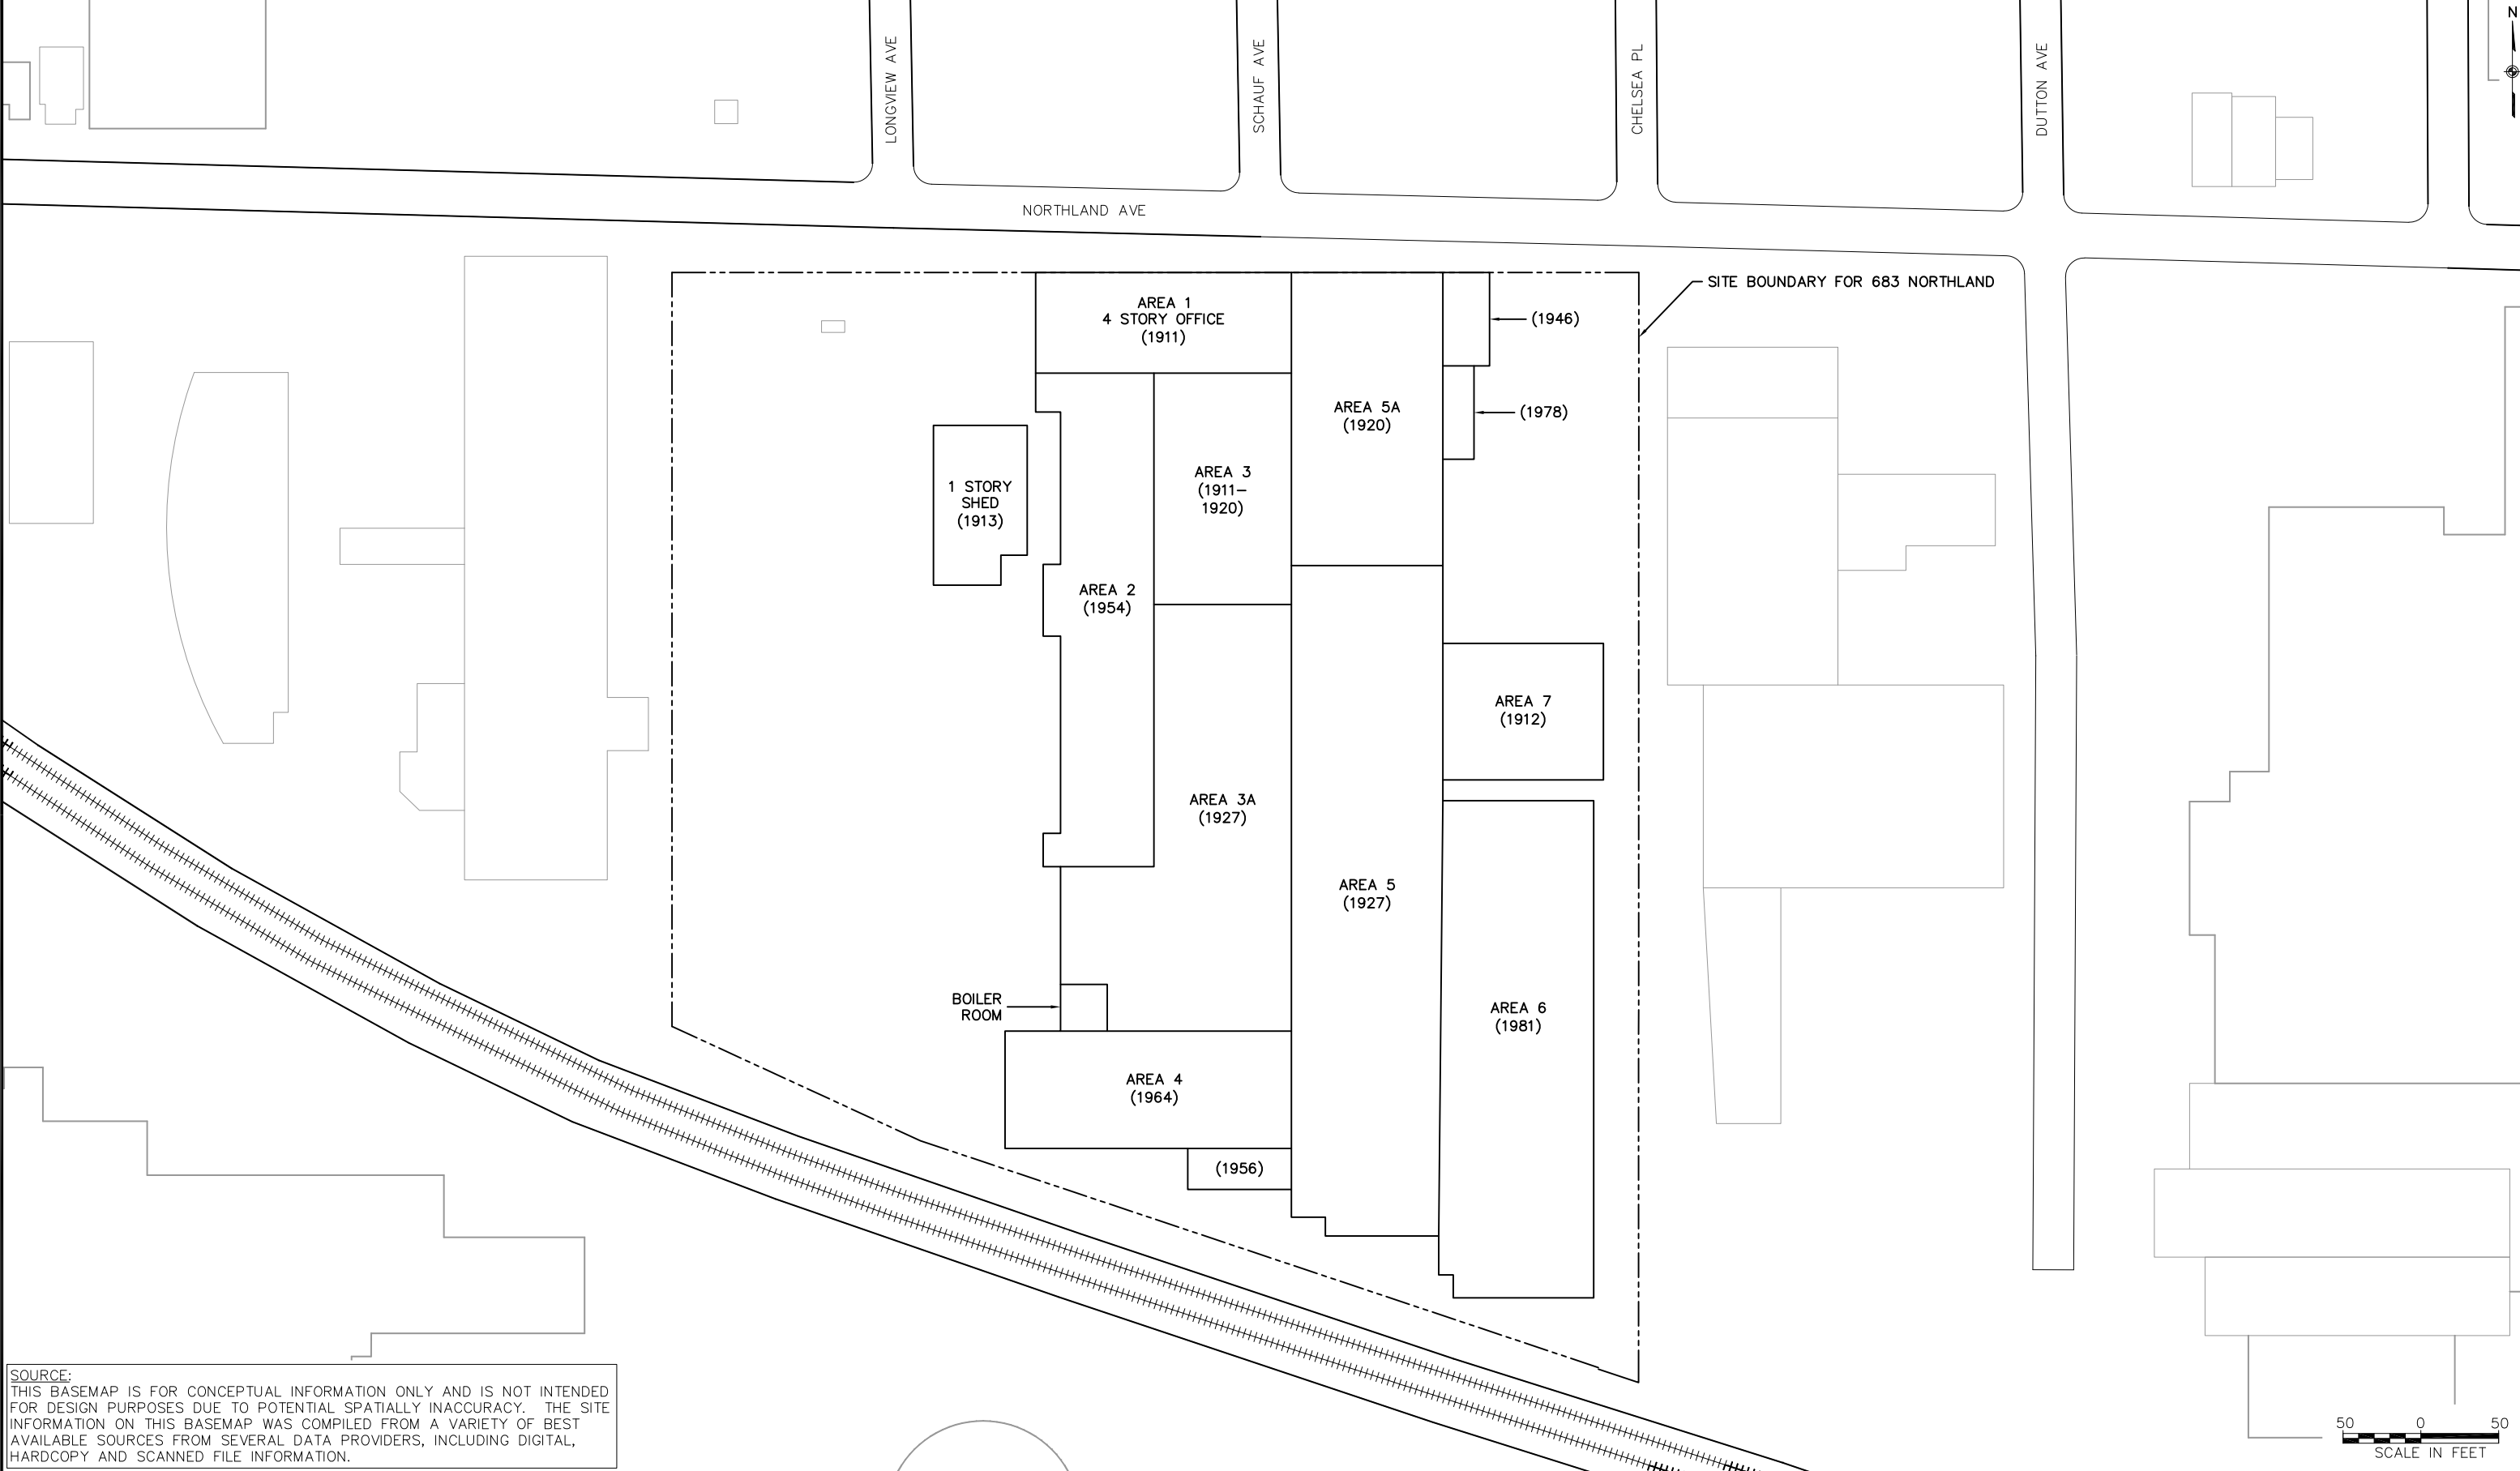 N
LONGVIEW AVE
SCHAUF AVE
CHELSEA PL
DUTTON AVE
NORTHLAND AVE
SITE BOUNDARY FOR 683 NORTHLAND
AREA 1
4 STORY OFFICE
(1911)
(1946)
AREA 5A
(1920)
(1978)
1 STORY
SHED
(1913)
AREA 3
(1911–
1920)
AREA 2
(1954)
AREA 7
(1912)
AREA 3A
(1927)
AREA 5
(1927)
BOILER
ROOM
AREA 6
(1981)
AREA 4
(1964)
(1956)
SOURCE:
THIS BASEMAP IS FOR CONCEPTUAL INFORMATION ONLY AND IS NOT INTENDED
FOR DESIGN PURPOSES DUE TO POTENTIAL SPATIALLY INACCURACY. THE SITE
INFORMATION ON THIS BASEMAP WAS COMPILED FROM A VARIETY OF BEST
AVAILABLE SOURCES FROM SEVERAL DATA PROVIDERS, INCLUDING DIGITAL,
HARDCOPY AND SCANNED FILE INFORMATION.
50 0 50
SCALE IN FEET